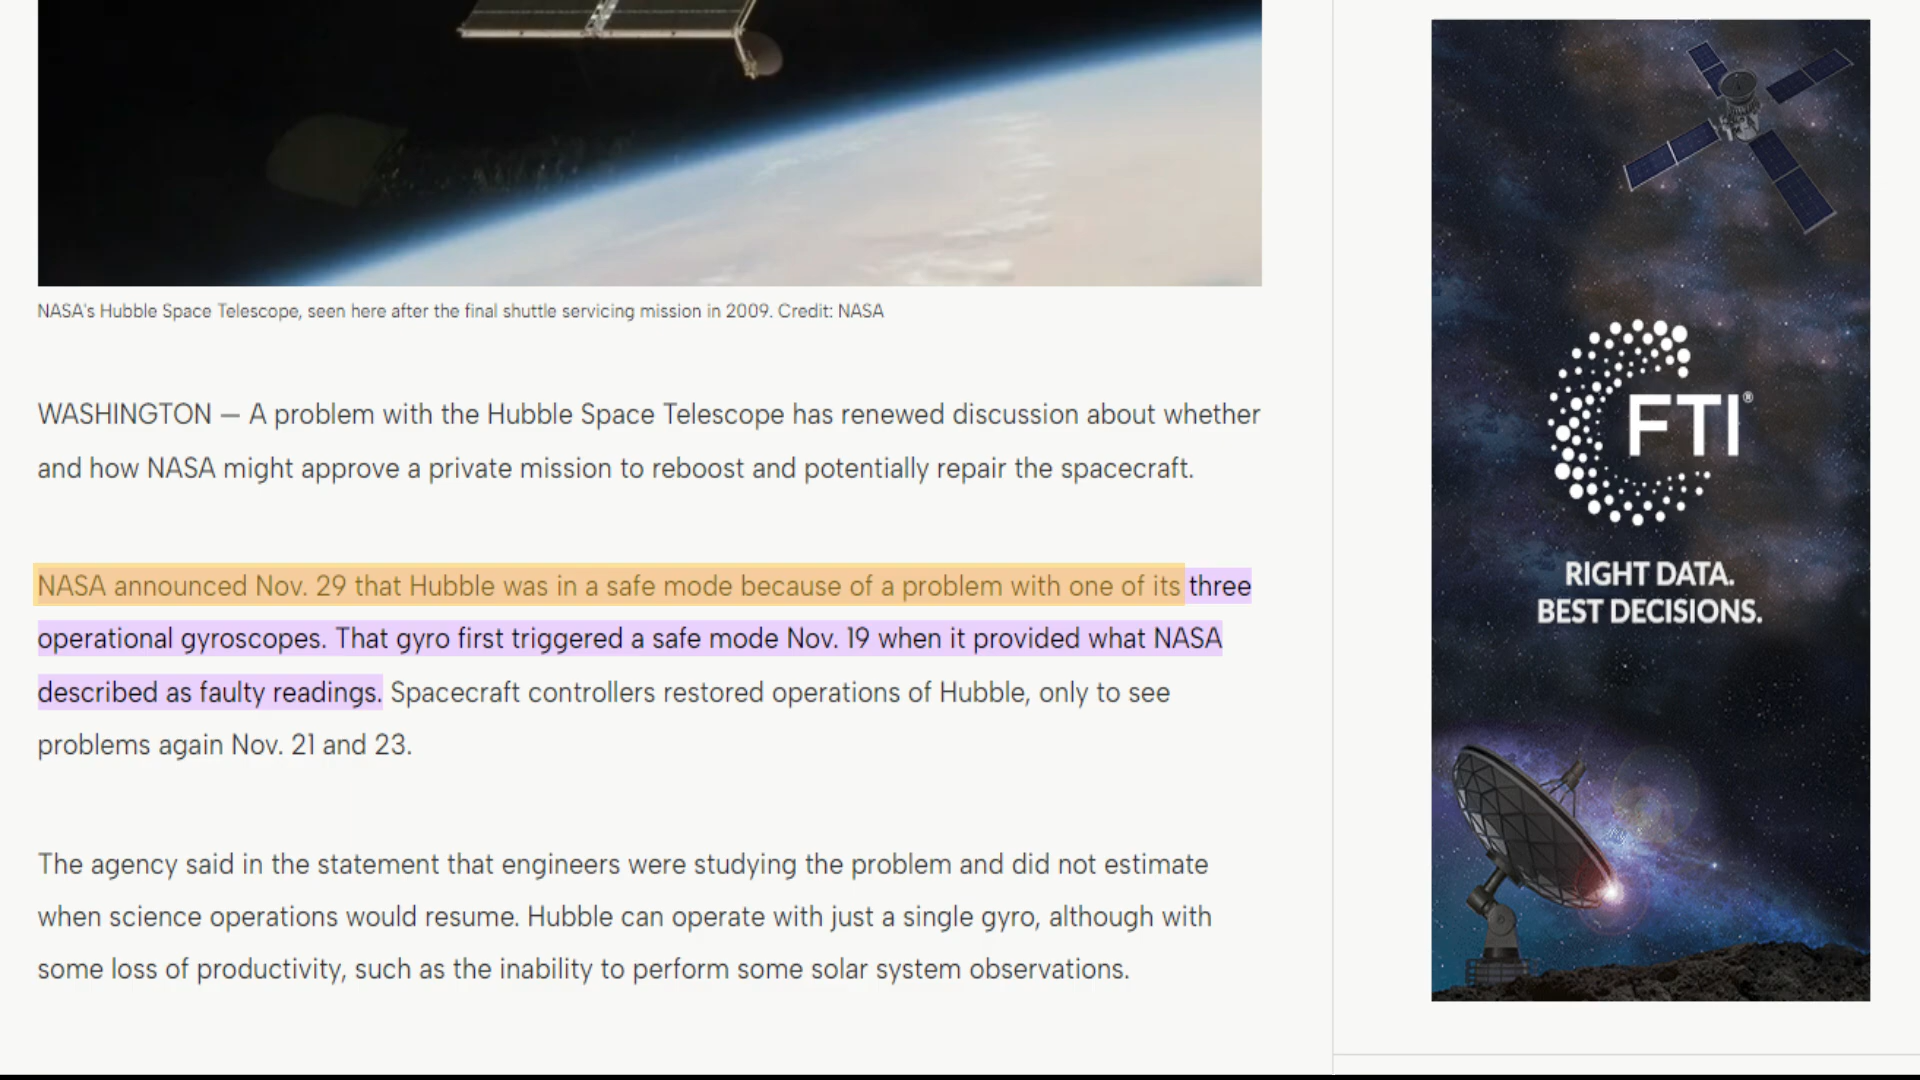 NASA's Hubble Space Telescope, seen here after the final shuttle servicing mission in 2009. Credit: NASA
WASHINGTON — A problem with the Hubble Space Telescope has renewed discussion about whether
and how NASA might approve a private mission to reboost and potentially repair the spacecraft.
NASA announced Nov. 29 that Hubble was in a safe mode because of a problem with one of its three
operational gyroscopes. That gyro first triggered a safe mode Nov. 19 when it provided what NASA
described as faulty readings. Spacecraft controllers restored operations of Hubble, only to see
problems again Nov. 21 and 23.
The agency said in the statement that engineers were studying the problem and did not estimate
when science operations would resume. Hubble can operate with just a single gyro, although with
some loss of productivity, such as the inability to perform some solar system observations.
FTI®
RIGHT DATA.
BEST DECISIONS.